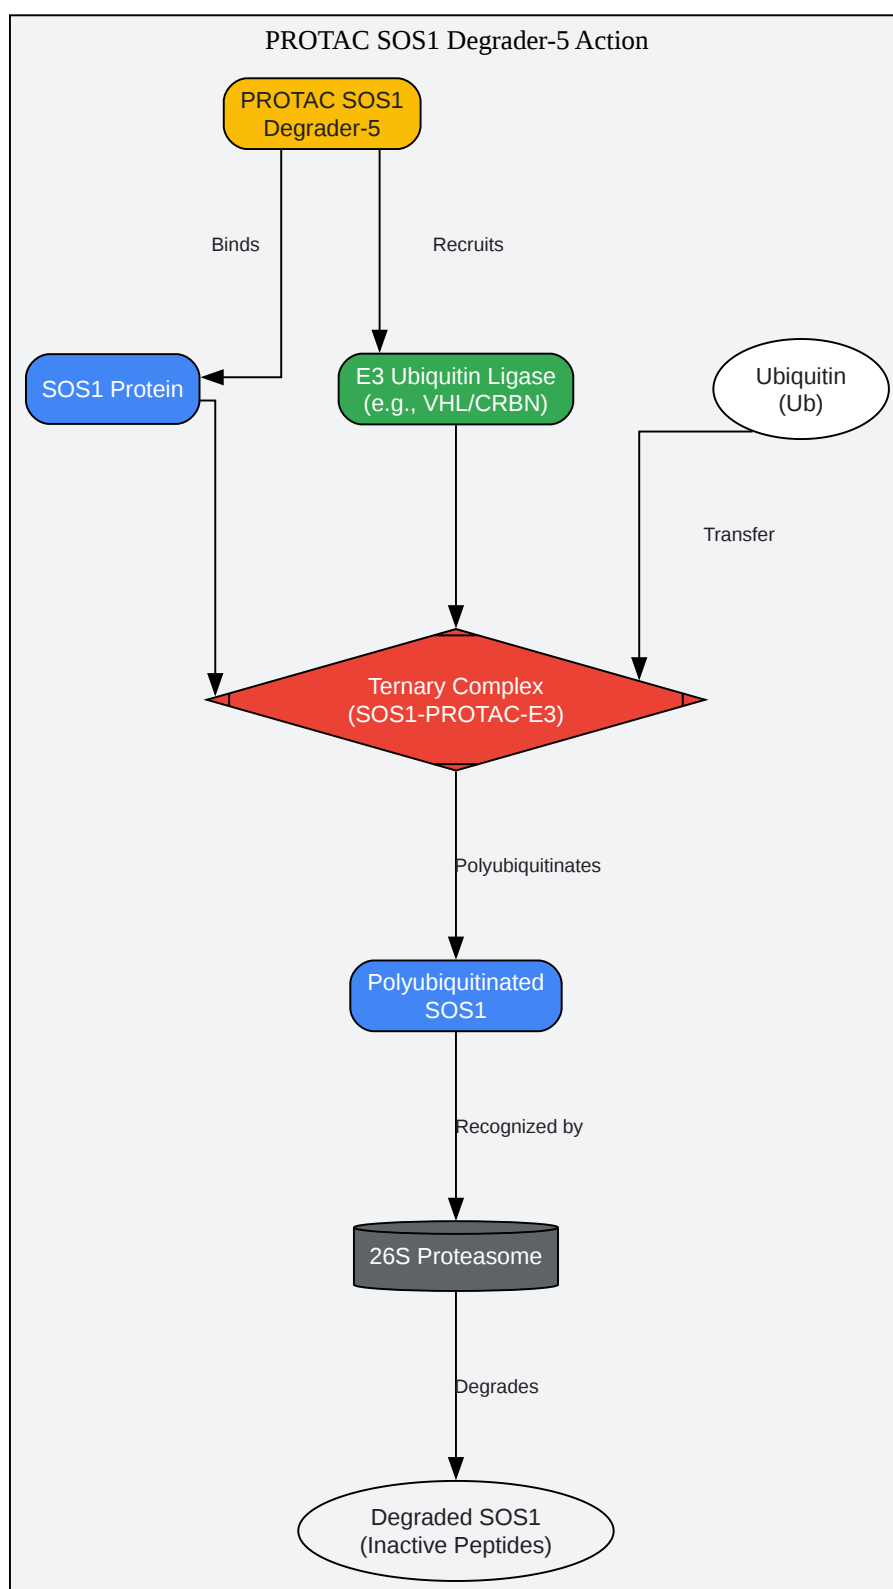 PROTAC SOS1 Degrader-5 Action
PROTAC SOS1
Degrader-5
Binds
Recruits
SOS1 Protein
E3 Ubiquitin Ligase
(e.g., VHL/CRBN)
Ubiquitin
(Ub)
Transfer
Ternary Complex
(SOS1-PROTAC-E3)
Polyubiquitinates
Polyubiquitinated
SOS1
Recognized by
26S Proteasome
Degrades
Degraded SOS1
(Inactive Peptides)